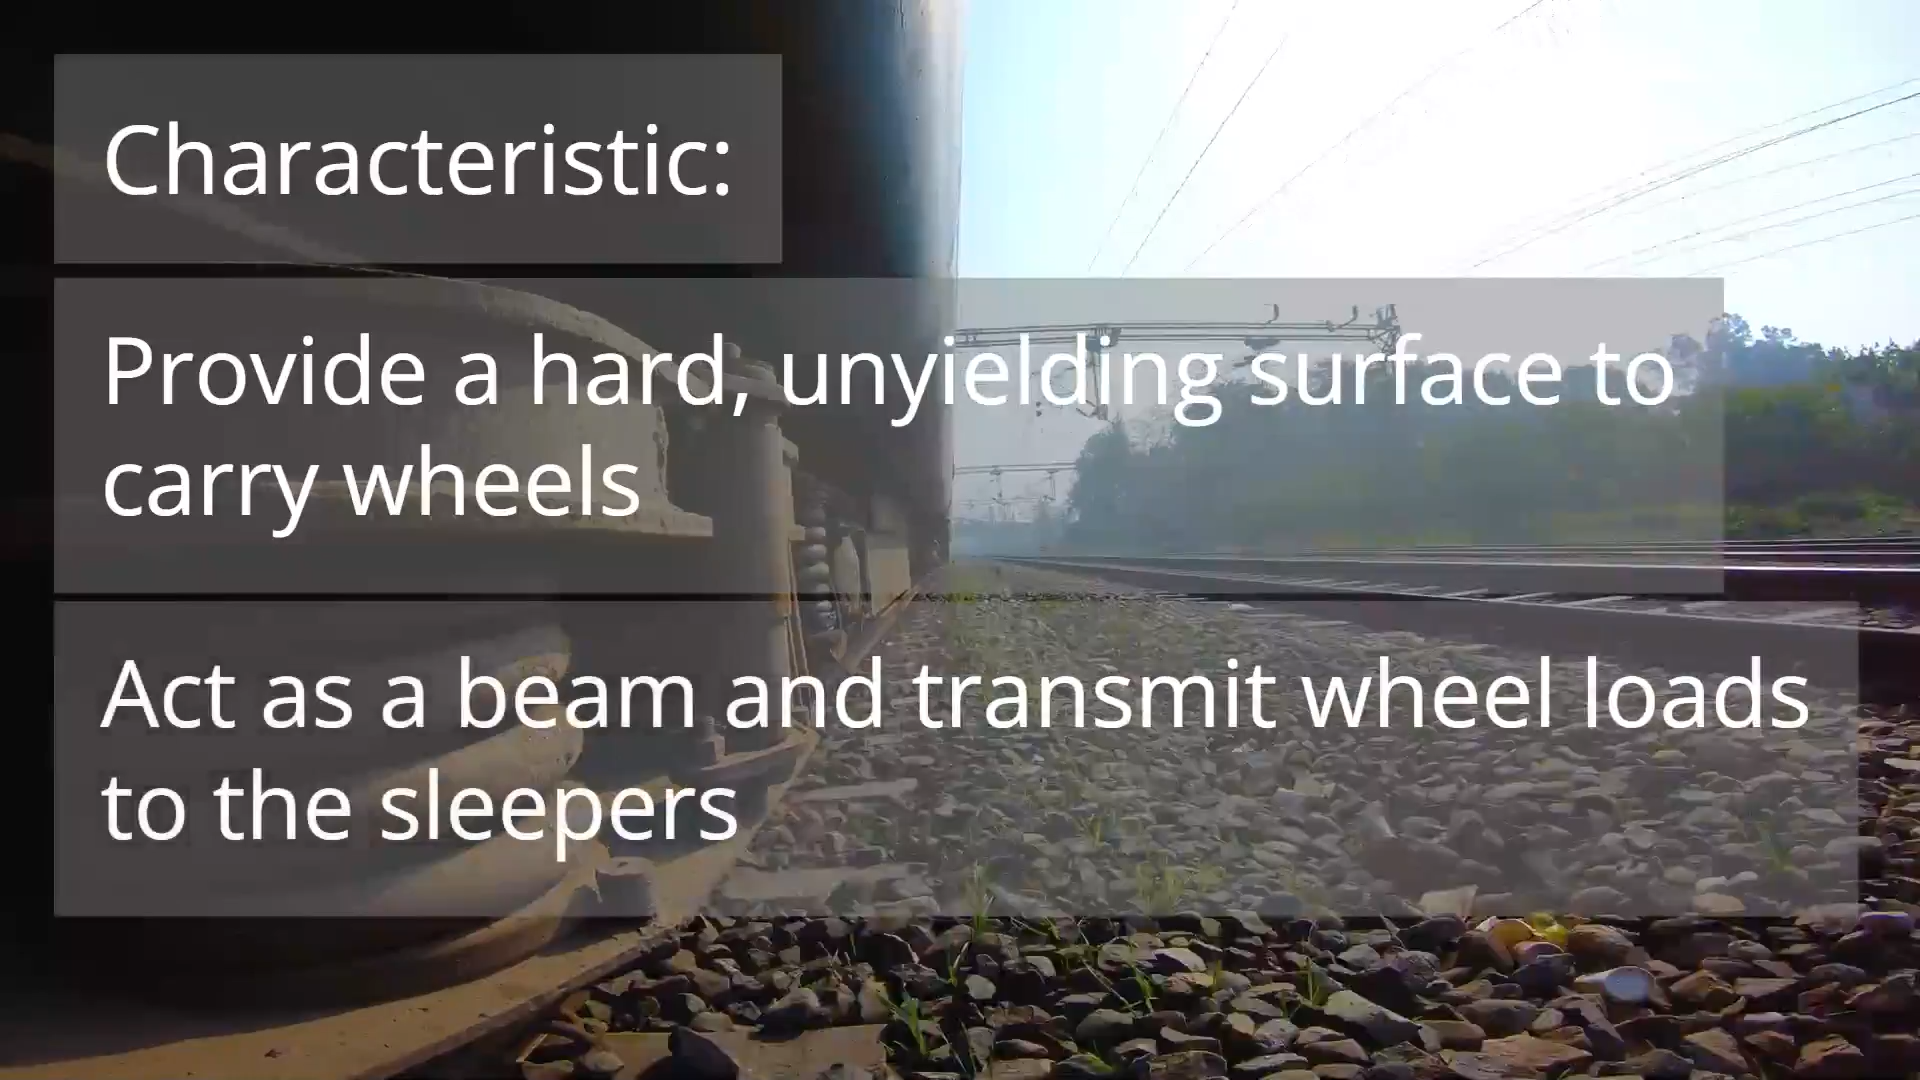 Characteristic:
Provide a hard, unyielding surface to
carry wheels
Act as a beam and transmit wheel loads
to the sleepers